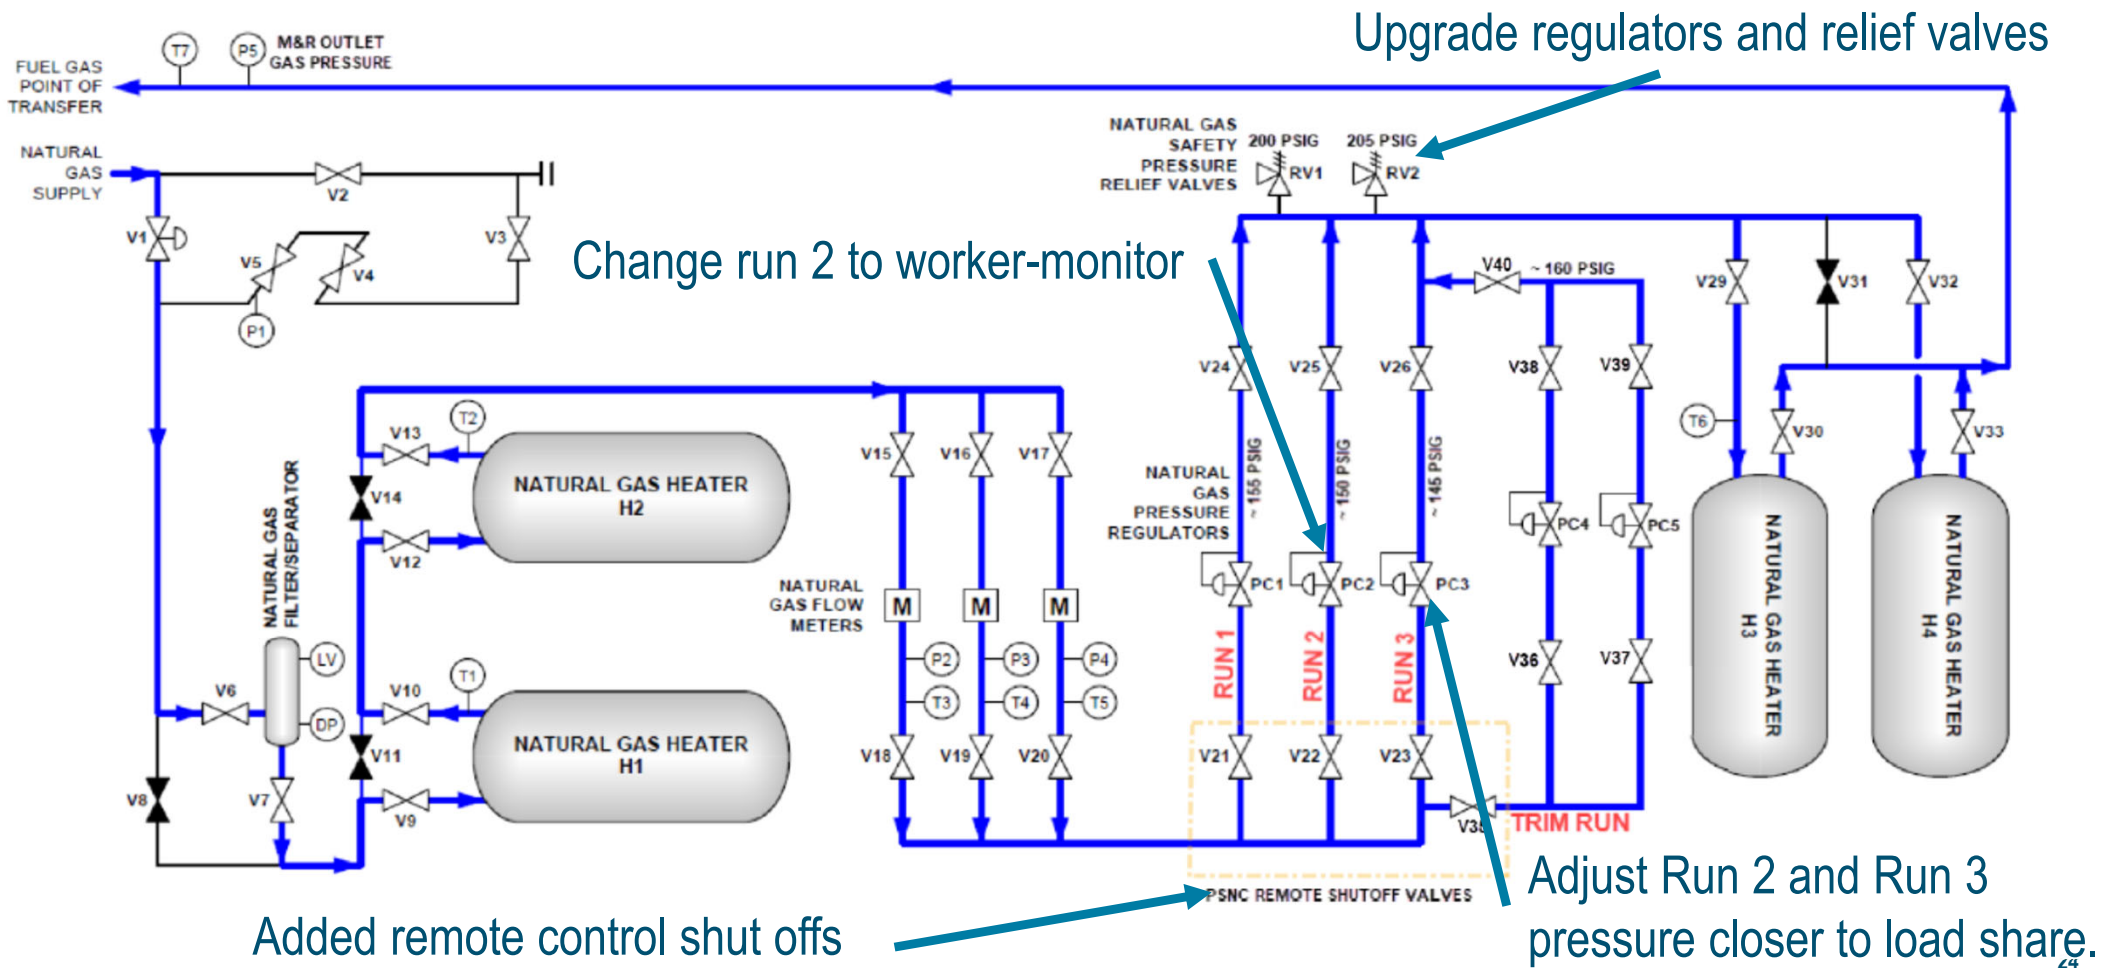 Upgrade regulators and relief valves
T7
P5
M&R OUTLET
GAS PRESSURE
FUEL GAS
POINT OF
TRANSFER
NATURAL GAS
SAFETY
PRESSURE
RELIEF VALVES
200 PSIG
205 PSIG
RV1
RV2
NATURAL
GAS
SUPPLY
V2
V1
V3
V5
V4
P1
Change run 2 to worker-monitor
V40
~ 160 PSIG
V29
V31
V32
V24
V25
V26
V38
V39
T6
V30
V33
T2
V13
V14
V12
NATURAL GAS HEATER
H2
V15
V16
V17
NATURAL
GAS
PRESSURE
REGULATORS
~ 155 PSIG
~ 150 PSIG
~ 145 PSIG
PC4
PC5
PC1
PC2
PC3
NATURAL GAS
FILTER/SEPARATOR
NATURAL
GAS FLOW
METERS
M
M
M
RUN 1
RUN 2
RUN 3
NATURAL GAS HEATER
H3
NATURAL GAS HEATER
H4
P2
P3
P4
T3
T4
T5
V36
V37
LV
DP
V6
T1
V10
V11
V9
NATURAL GAS HEATER
H1
V8
V7
V18
V19
V20
V21
V22
V23
V35
TRIM RUN
PSNC REMOTE SHUTOFF VALVES
Added remote control shut offs
Adjust Run 2 and Run 3
pressure closer to load share.
24